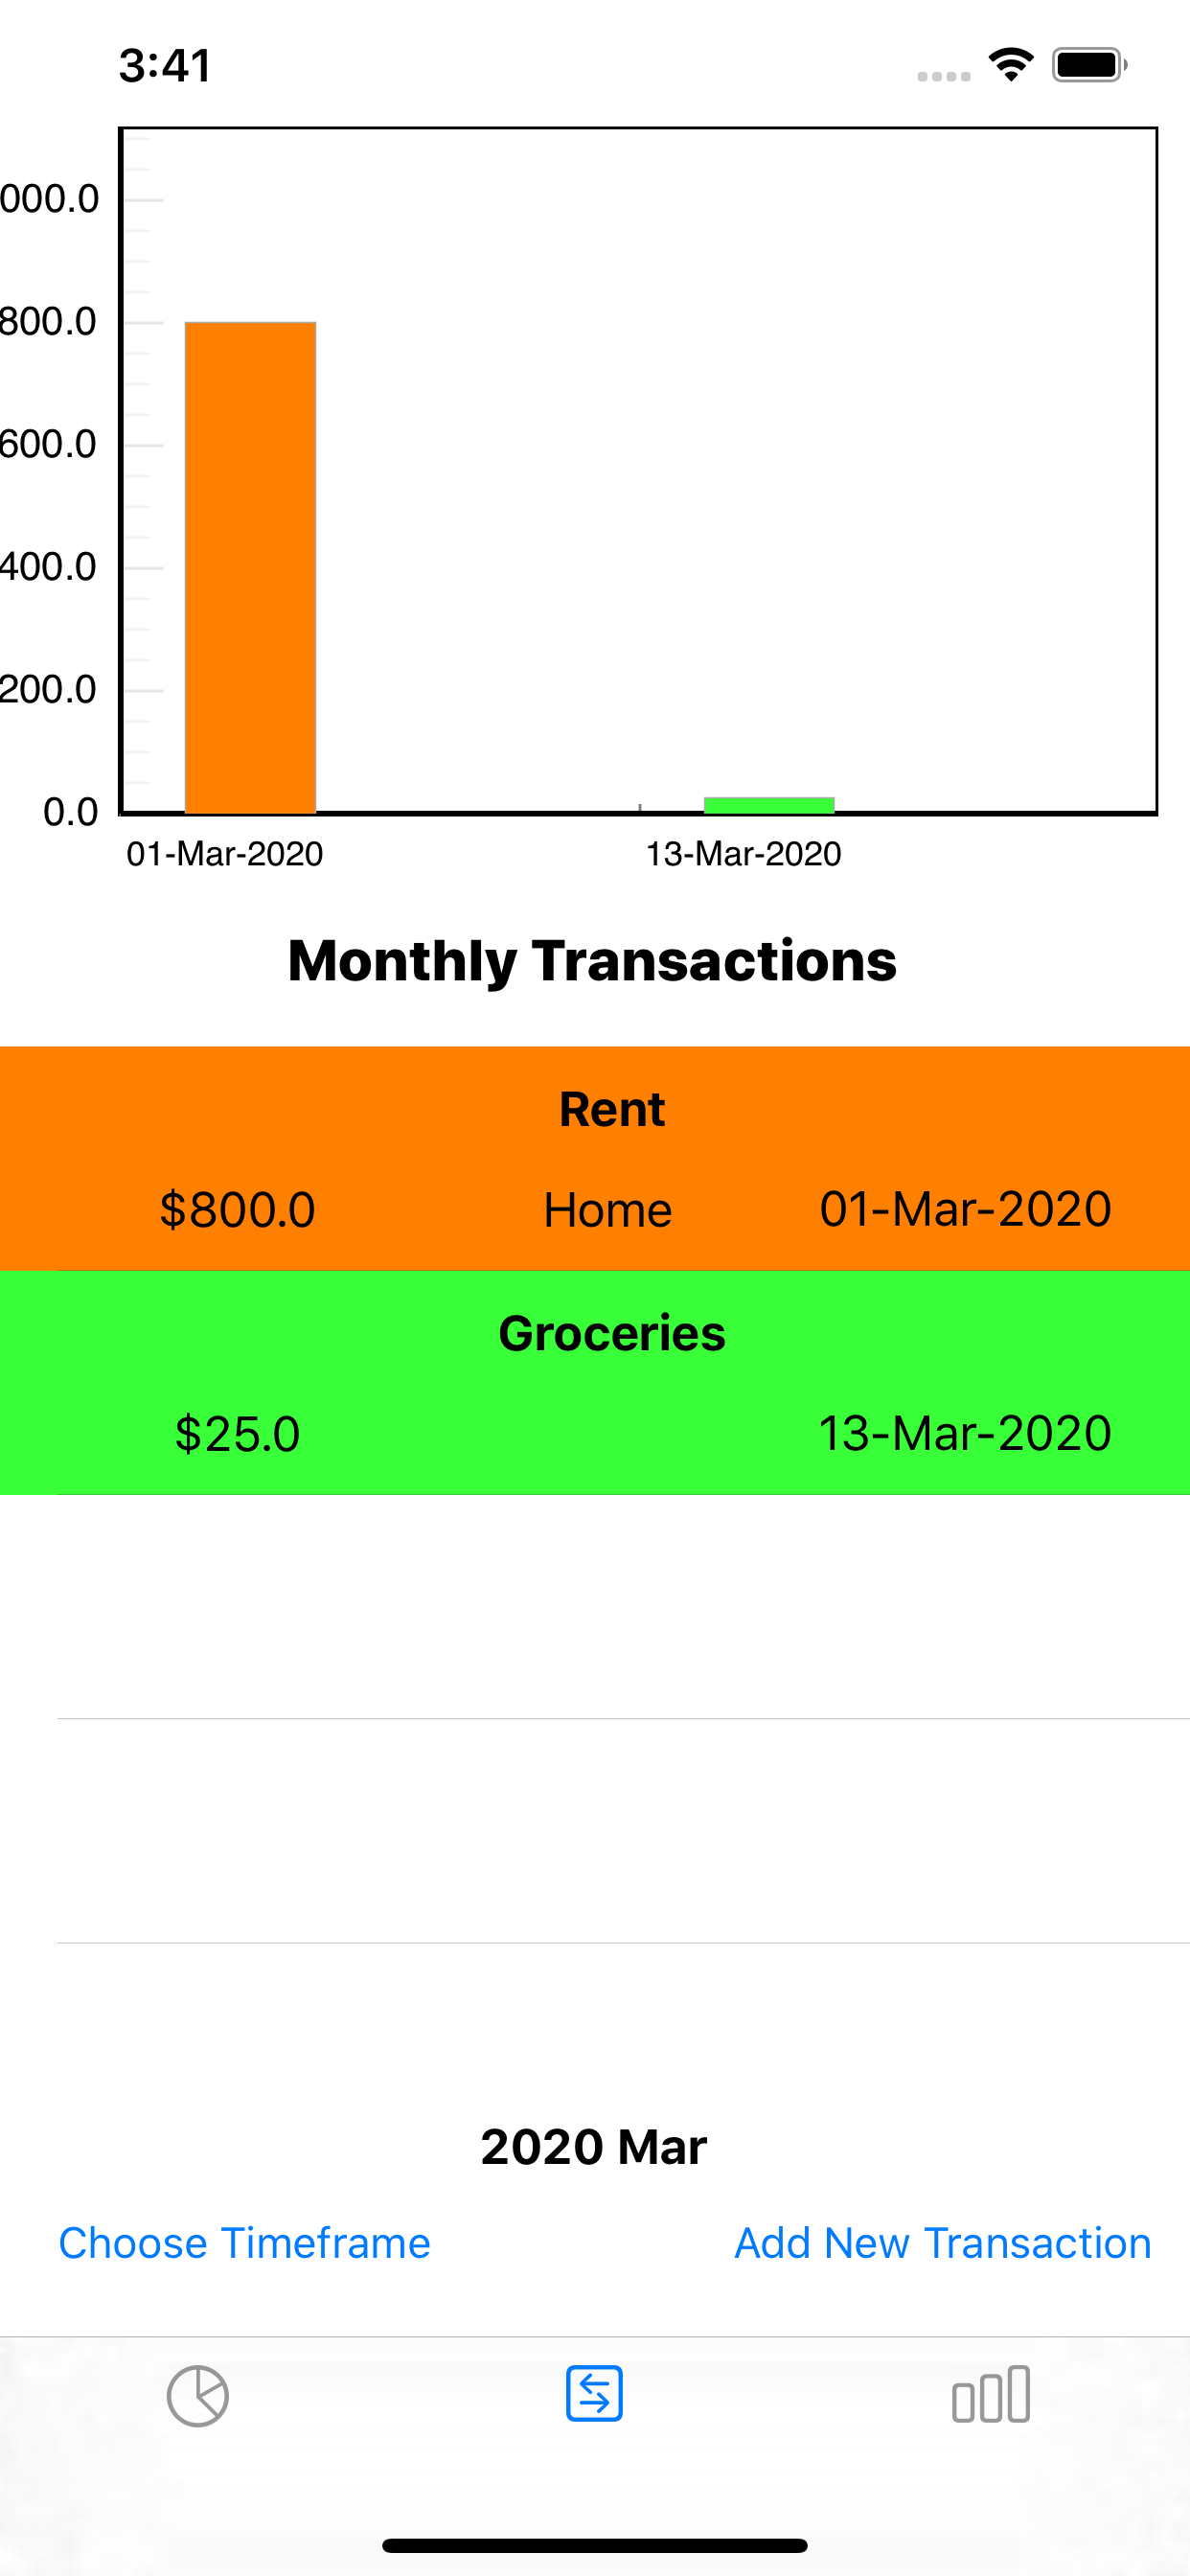 3:41
000.0
800.0
600.0
400.0
200.0
0.0
01-Mar-2020 13-Mar-2020
Monthly Transactions
Rent
$800.0 Home 01-Mar-2020
Groceries
$25.0 13-Mar-2020
2020 Mar
Choose Timeframe Add New Transaction